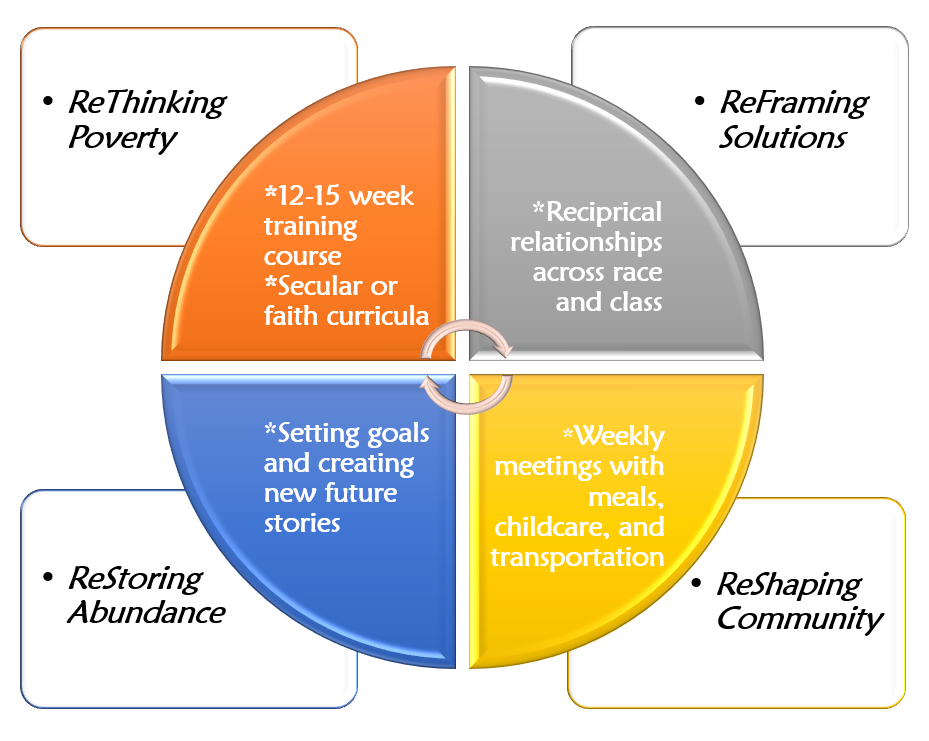 • ReThinking
Poverty
*12-15 week
training
course
*Secular or
faith curricula
• ReFraming
Solutions
*Reciprical
relationships
across race
and class
• ReStoring
Abundance
*Setting goals
and creating
new future
stories
• ReShaping
Community
*Weekly
meetings with
meals,
childcare, and
transportation